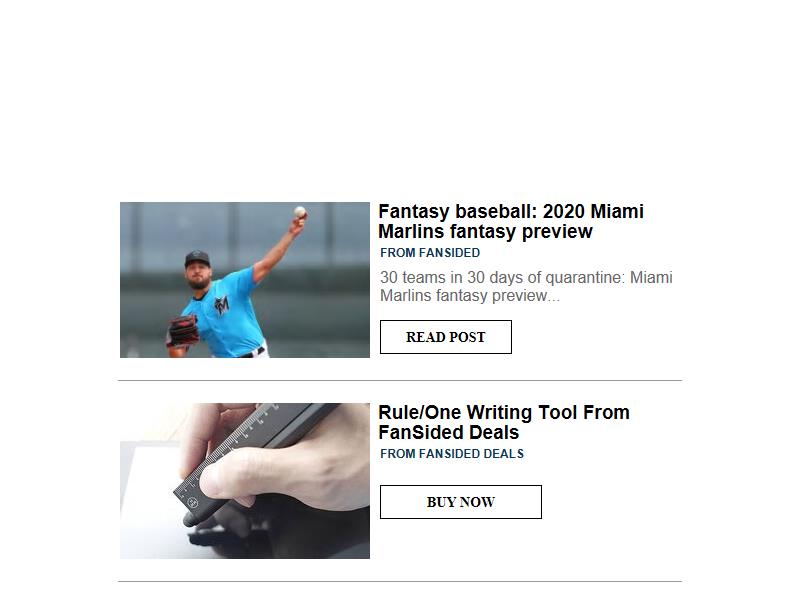 Fantasy baseball: 2020 Miami
Marlins fantasy preview
FROM FANSIDED
30 teams in 30 days of quarantine: Miami
Marlins fantasy preview...
READ POST
Rule/One Writing Tool From
FanSided Deals
FROM FANSIDED DEALS
BUY NOW